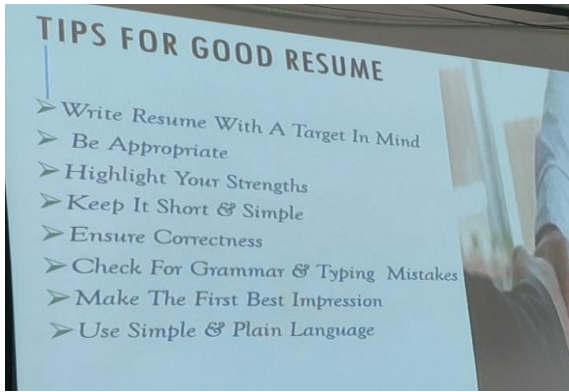 TIPS FOR GOOD RESUME
Write Resume With A Target In Mind
Be Appropriate
Highlight Your Strengths
Keep It Short & Simple
Ensure Correctness
Check For Grammar & Typing Mistakes
Make The First Best Impression
Use Simple & Plain Language